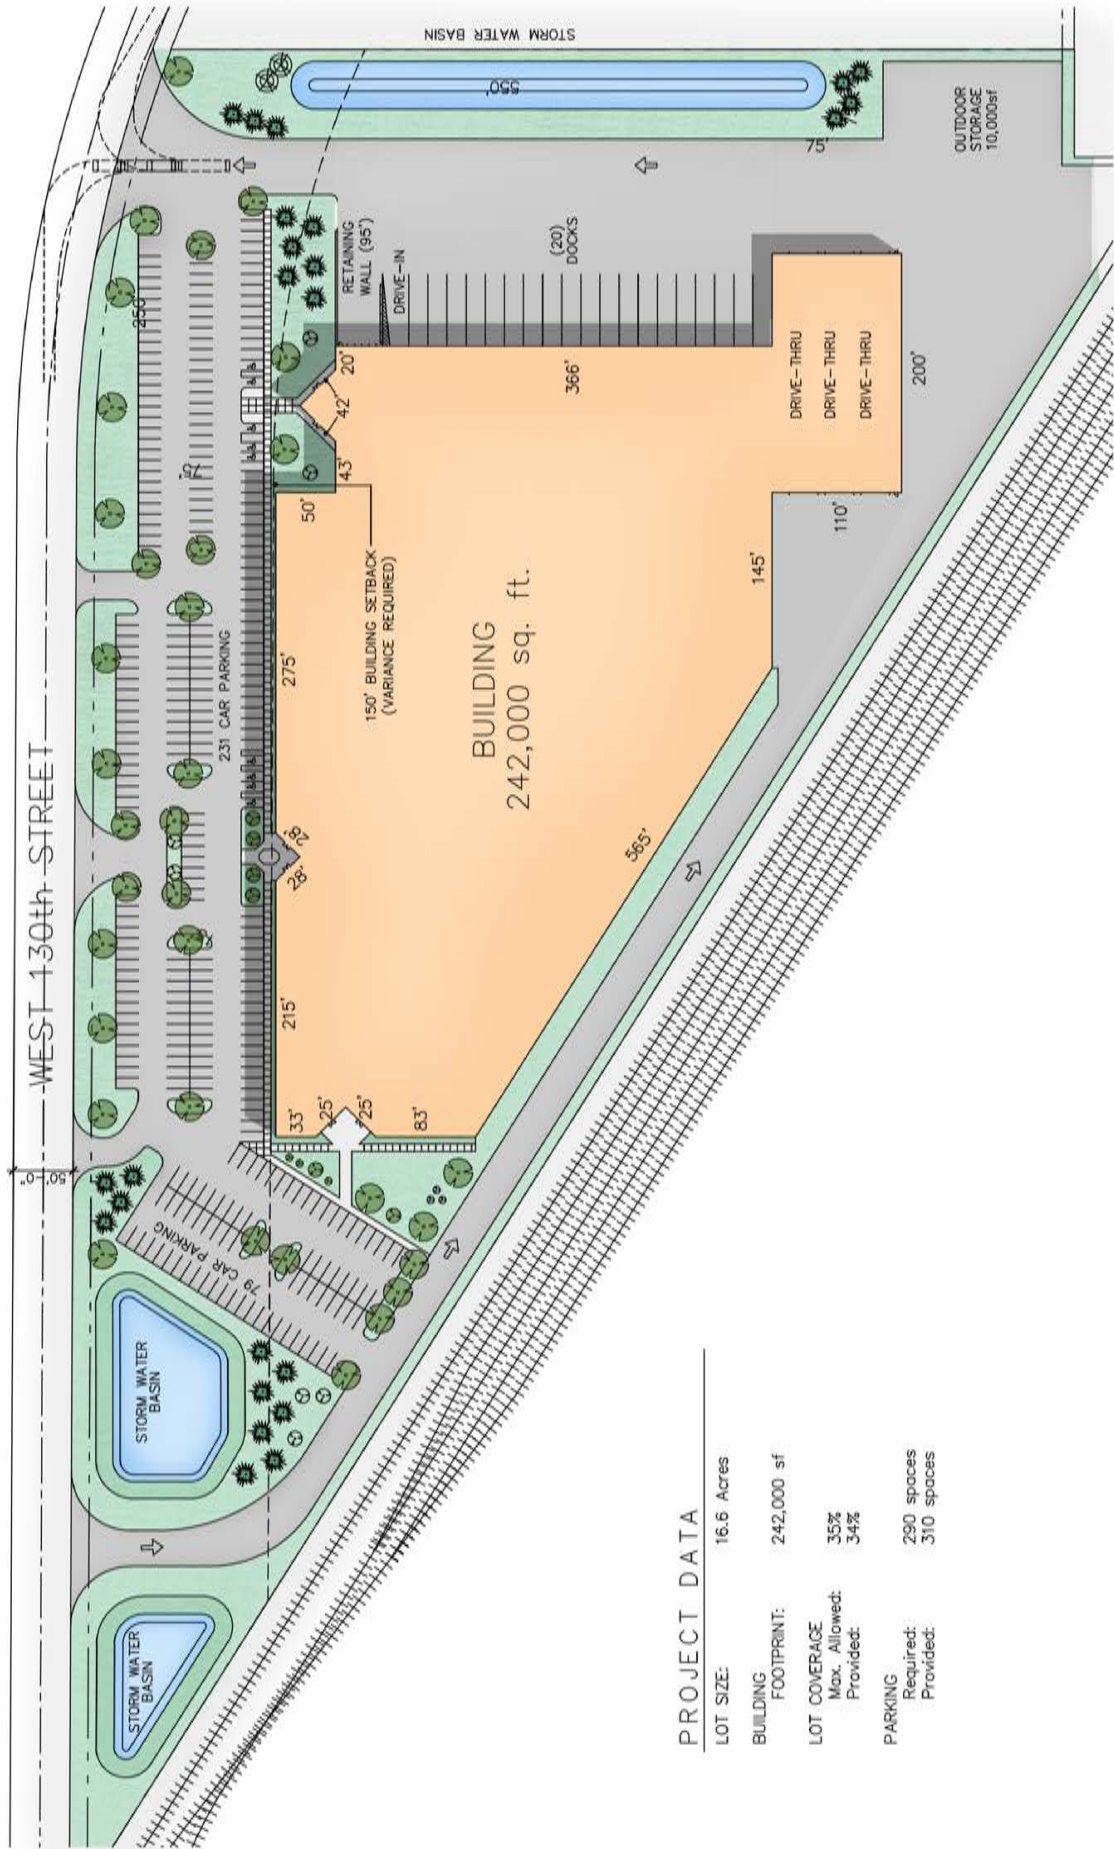 WEST 130th STREET
50'-0"
STORM WATER
BASIN
STORM WATER
BASIN
79 CAR PARKING
231 CAR PARKING
250'
75'
STORM WATER BASIN
550'
75'
OUTDOOR
STORAGE
10,000sf
RETAINING
WALL (95')
DRIVE-IN
(20)
DOCKS
33'
25'
25'
83'
215'
28'
28'
275'
50'
43'
42'
20'
366'
150' BUILDING SETBACK
(VARIANCE REQUIRED)
BUILDING
242,000 sq. ft.
565'
145'
110'
200'
DRIVE-THRU
DRIVE-THRU
DRIVE-THRU
PROJECT DATA
LOT SIZE: 16.6 Acres
BUILDING
FOOTPRINT: 242,000 sf
LOT COVERAGE
Max. Allowed: 35%
Provided: 34%
PARKING
Required: 290 spaces
Provided: 310 spaces